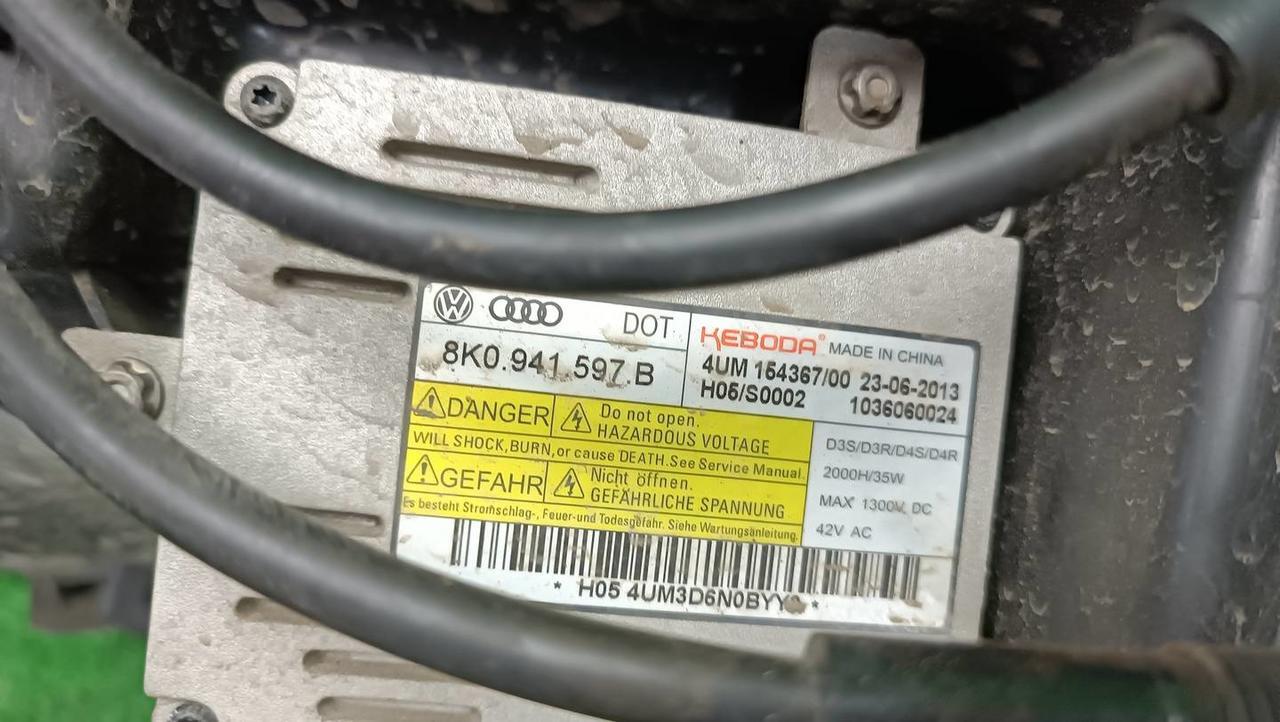 DOT
8K0.941.597.B
KEBODA® MADE IN CHINA
4UM 154367/00 23-06-2013
H05/S0002 1036060024
DANGER
Do not open.
HAZARDOUS VOLTAGE
WILL SHOCK,BURN,or cause DEATH.See Service Manual.
GEFAHR
Nicht öffnen.
GEFÄHRLICHE SPANNUNG
Es besteht Stromschlag-, Feuer-und Todesgefahr. Siehe Wartungsanleitung.
D3S/D3R/D4S/D4R
2000H/35W
MAX 1300V DC
42V AC
* H05 4UM3D6N0BYY *